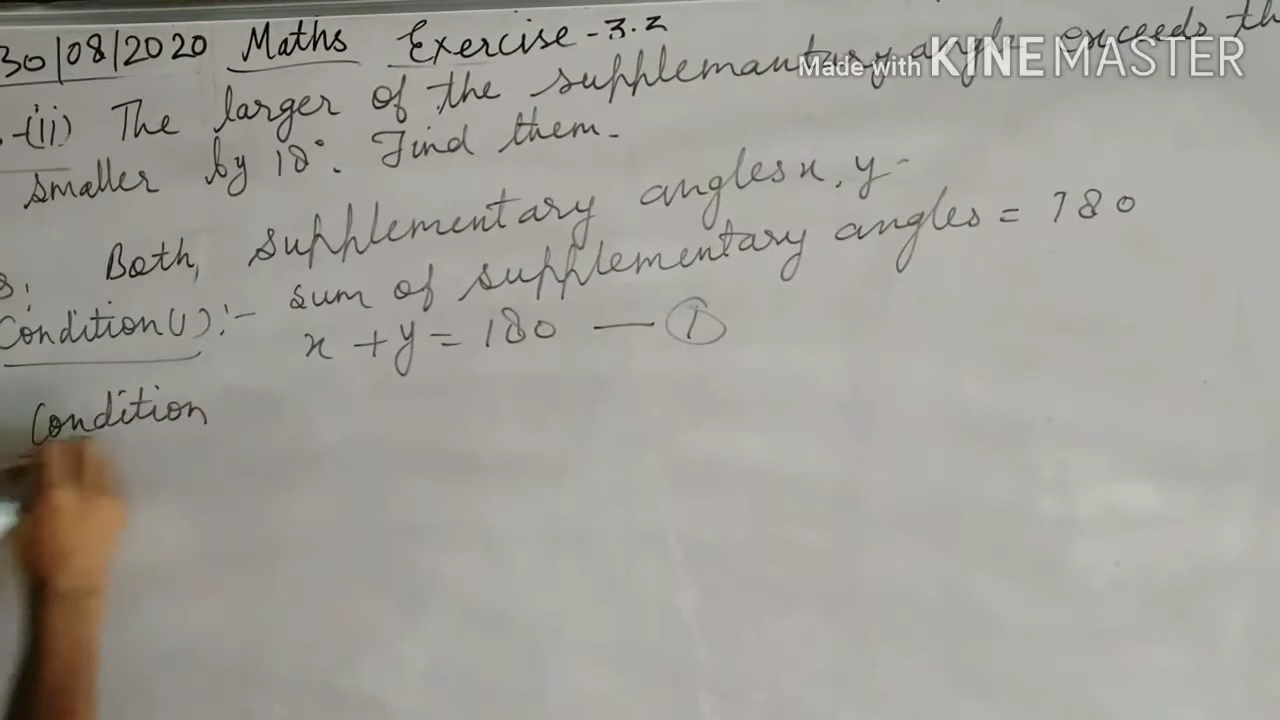 30/08/2020 Maths Exercise - 3.2
-(ii) The larger of the supplemantary angle exceeds th
smaller by 18°. Find them.
Both, supplementary angles x, y -
Condition(1):- sum of supplementary angles = 180
x + y = 180 — ①
Condition
Made with KINEMASTER